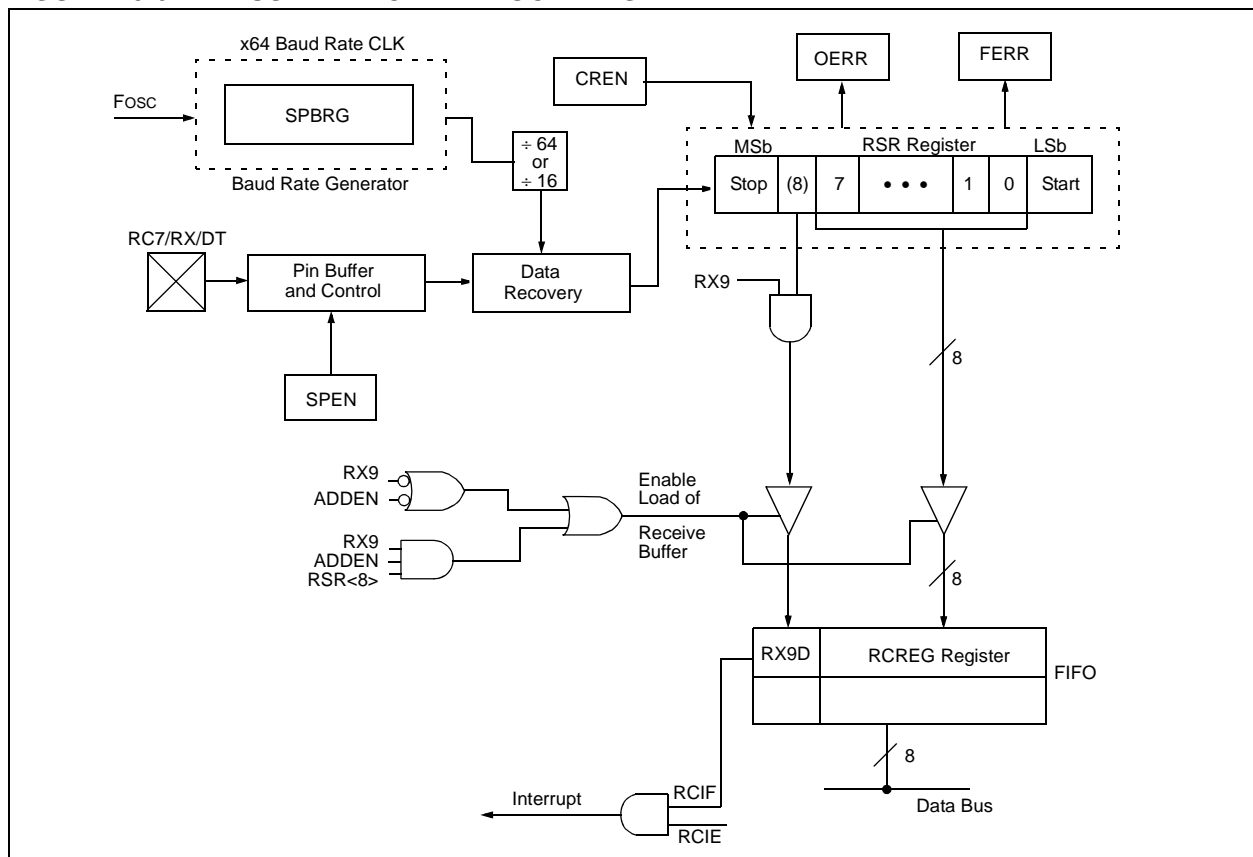 x64 Baud Rate CLK
FOSC
SPBRG
Baud Rate Generator
÷ 64
or
÷ 16
CREN
OERR
FERR
MSb
RSR Register
LSb
Stop
(8)
7
• • •
1
0
Start
RC7/RX/DT
Pin Buffer
and Control
Data
Recovery
RX9
8
SPEN
RX9
ADDEN
RX9
ADDEN
RSR<8>
Enable
Load of
Receive
Buffer
8
RX9D
RCREG Register
FIFO
8
Data Bus
Interrupt
RCIF
RCIE